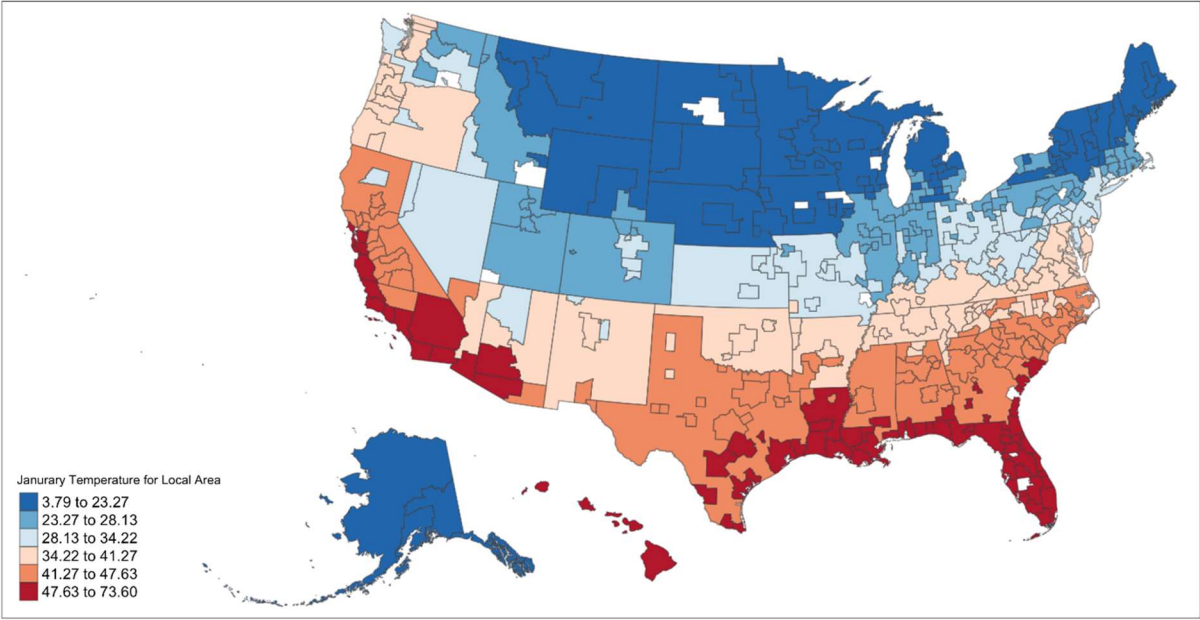 Janurary Temperature for Local Area
3.79 to 23.27
23.27 to 28.13
28.13 to 34.22
34.22 to 41.27
41.27 to 47.63
47.63 to 73.60